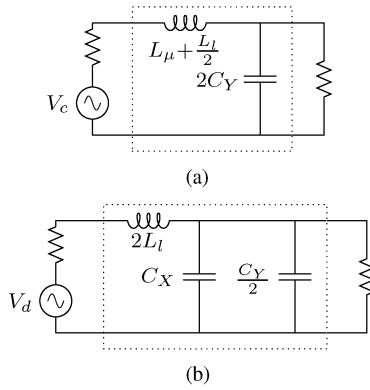 L_μ + L_l/2
2C_Y
V_c
(a)
2L_l
C_X
C_Y/2
V_d
(b)